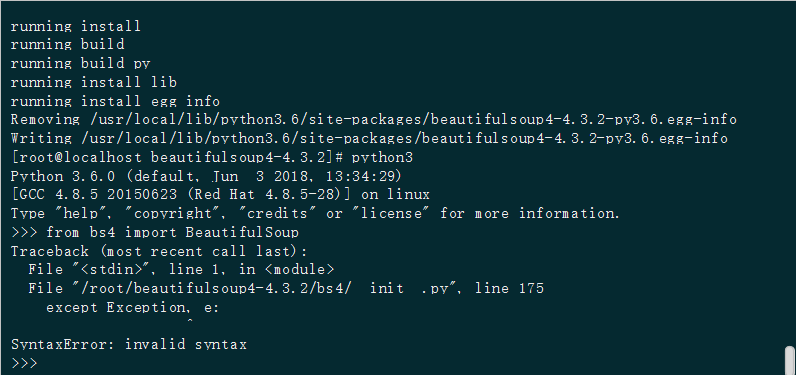 running install
running build
running build py
running install lib
running install egg info
Removing /usr/local/lib/python3.6/site-packages/beautifulsoup4-4.3.2-py3.6.egg-info
Writing /usr/local/lib/python3.6/site-packages/beautifulsoup4-4.3.2-py3.6.egg-info
[root@localhost beautifulsoup4-4.3.2]# python3
Python 3.6.0 (default, Jun  3 2018, 13:34:29)
[GCC 4.8.5 20150623 (Red Hat 4.8.5-28)] on linux
Type "help", "copyright", "credits" or "license" for more information.
>>> from bs4 import BeautifulSoup
Traceback (most recent call last):
  File "<stdin>", line 1, in <module>
  File "/root/beautifulsoup4-4.3.2/bs4/  init  .py", line 175
    except Exception, e:
                    ^
SyntaxError: invalid syntax
>>>